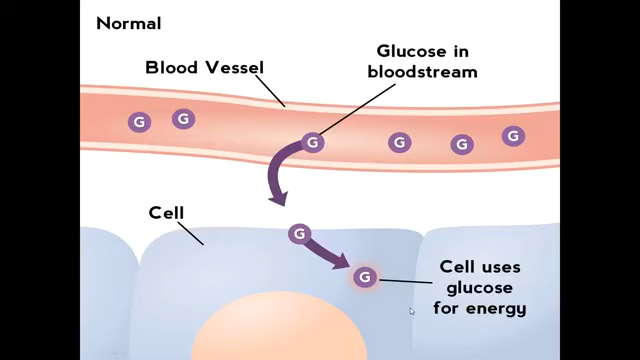 Normal
Blood Vessel
Glucose in
bloodstream
G
G
G
G
G
G
Cell
G
G
Cell uses
glucose
for energy